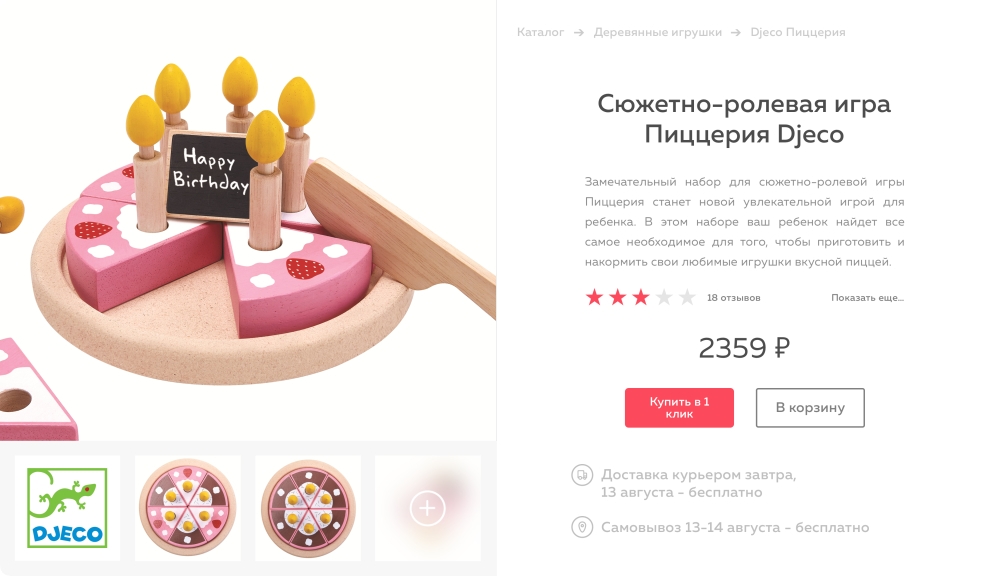 Happy
Birthday
DJECO
Каталог → Деревянные игрушки → Djeco Пиццерия
Сюжетно-ролевая игра
Пиццерия Djeco
Замечательный набор для сюжетно-ролевой игры
Пиццерия станет новой увлекательной игрой для
ребенка. В этом наборе ваш ребенок найдет все
самое необходимое для того, чтобы приготовить и
накормить свои любимые игрушки вкусной пиццей.
18 отзывов Показать еще...
2359 ₽
Купить в 1
клик
В корзину
Доставка курьером завтра,
13 августа - бесплатно
Самовывоз 13-14 августа - бесплатно